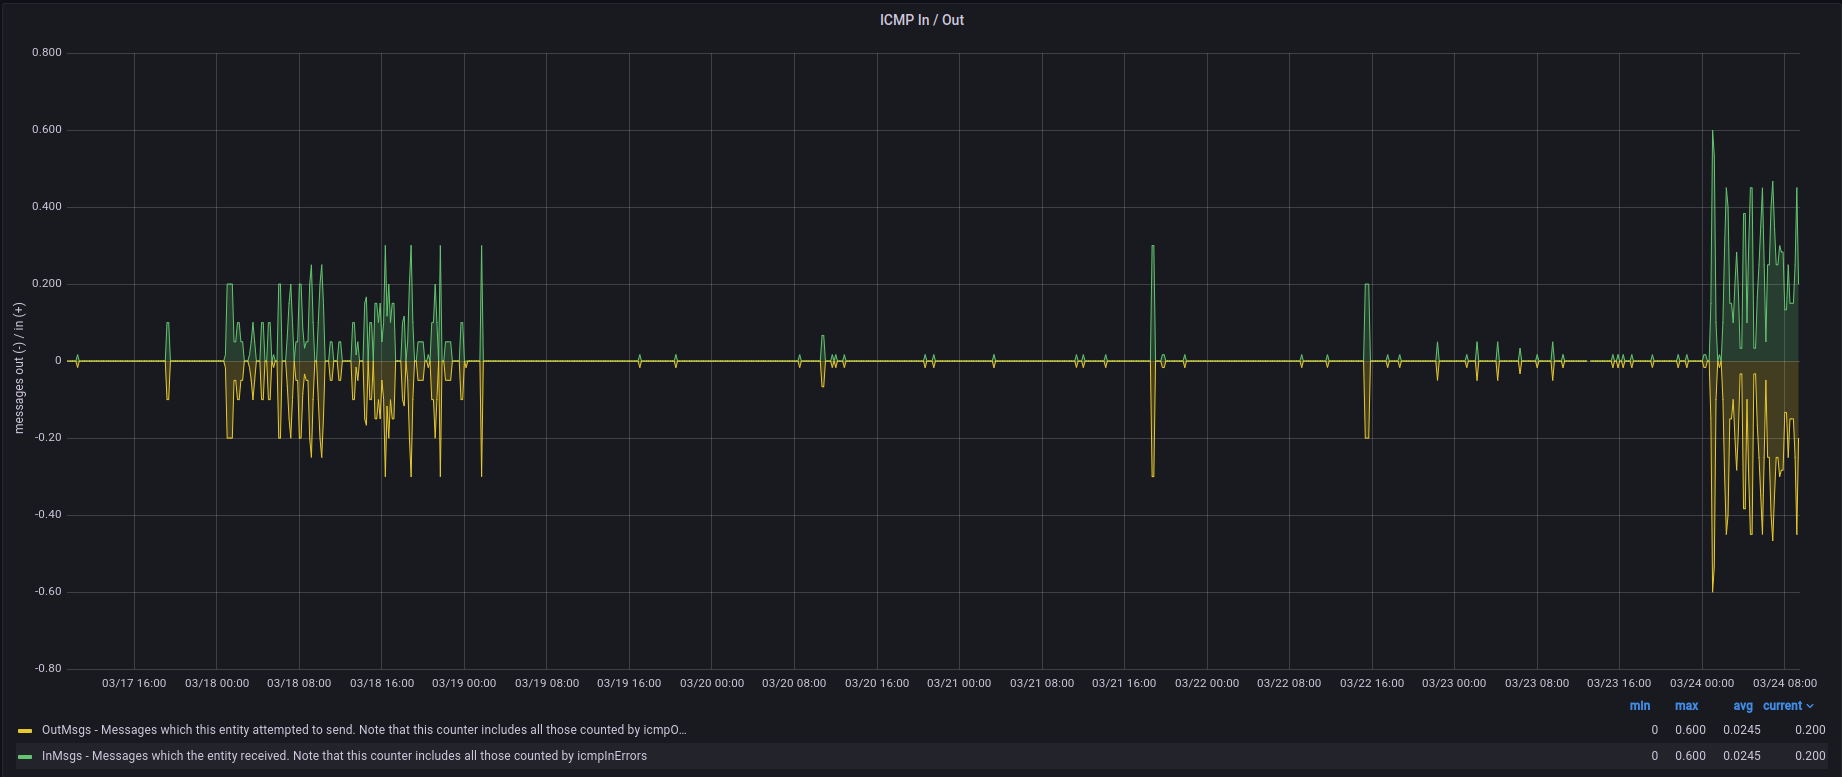 ICMP In / Out
messages out (-) / in (+)
0.800
0.600
0.400
0.200
0
-0.20
-0.40
-0.60
-0.80
03/17 16:00 03/18 00:00 03/18 08:00 03/18 16:00 03/19 00:00 03/19 08:00 03/19 16:00 03/20 00:00 03/20 08:00 03/20 16:00 03/21 00:00 03/21 08:00 03/21 16:00 03/22 00:00 03/22 08:00 03/22 16:00 03/23 00:00 03/23 08:00 03/23 16:00 03/24 00:00 03/24 08:00
min max avg current
OutMsgs - Messages which this entity attempted to send. Note that this counter includes all those counted by icmpO... 0 0.600 0.0245 0.200
InMsgs - Messages which the entity received. Note that this counter includes all those counted by icmpInErrors 0 0.600 0.0245 0.200